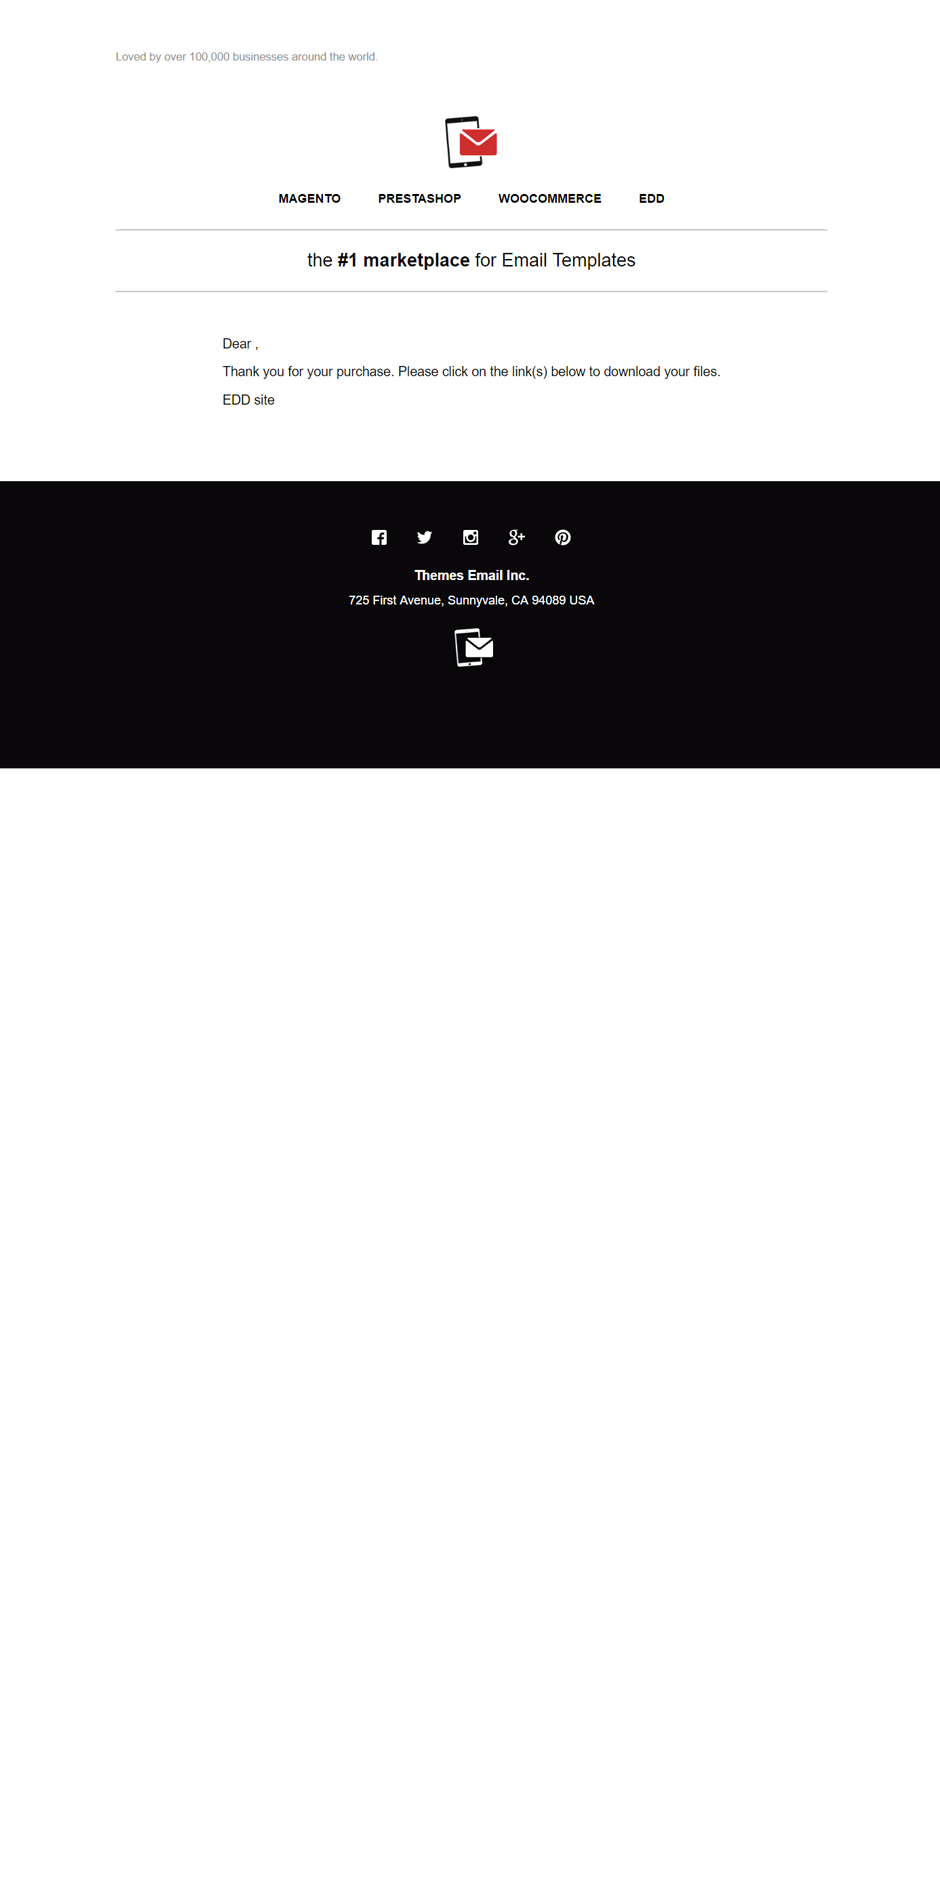 Loved by over 100,000 businesses around the world.
MAGENTO PRESTASHOP WOOCOMMERCE EDD
the #1 marketplace for Email Templates
Dear ,
Thank you for your purchase. Please click on the link(s) below to download your files.
EDD site
Themes Email Inc.
725 First Avenue, Sunnyvale, CA 94089 USA